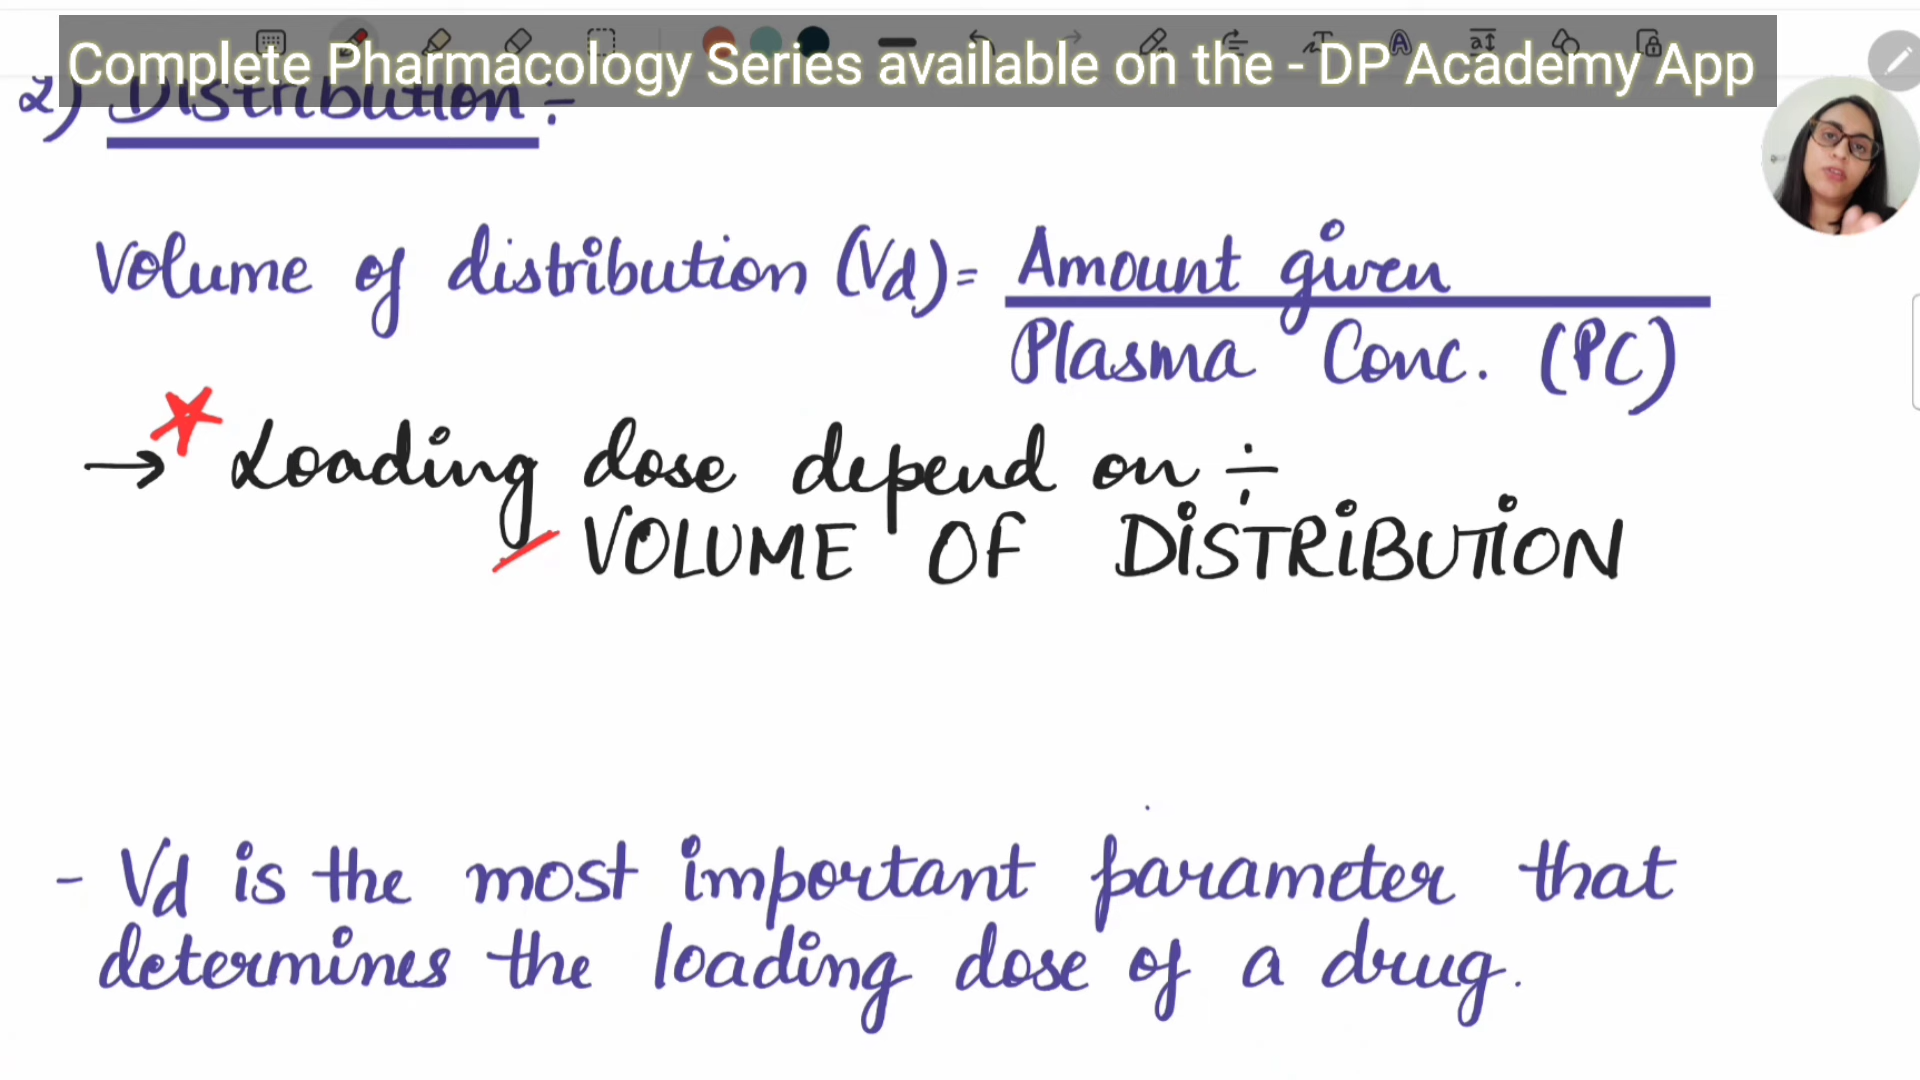 Complete Pharmacology Series available on the - DP Academy App
2) Distribution :-
Volume of distribution (Vd) = Amount given
Plasma Conc. (PC)
→ Loading dose depend on :-
VOLUME OF DISTRIBUTION
- Vd is the most important parameter that
determines the loading dose of a drug.